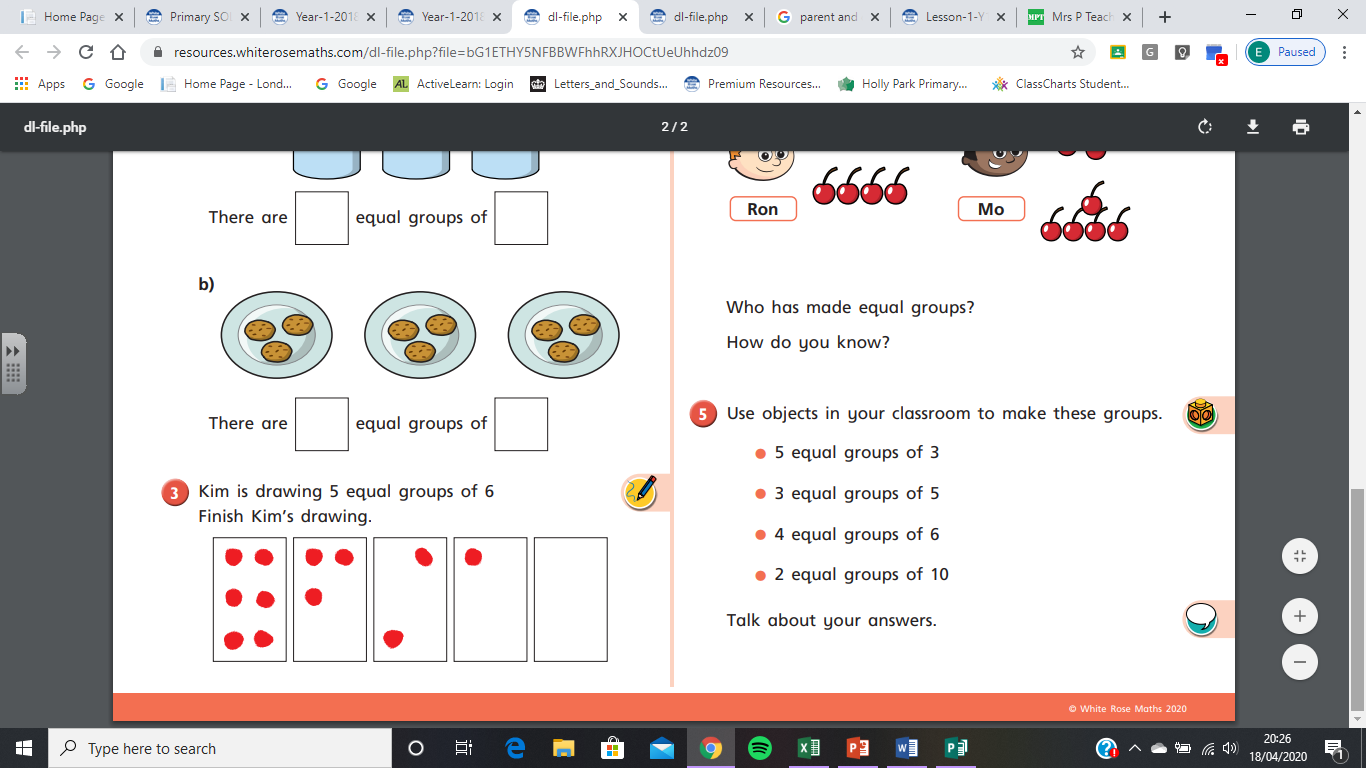 Home Page
Primary SO
Year-1-2018
Year-1-2018
dl-file.php
dl-file.php
parent and
Lesson-1-Y
Mrs P Teach
resources.whiterosemaths.com/dl-file.php?file=bG1ETHY5NFBBWFhhRXJHOCtUeUhhdz09
G
E Paused
Apps
Google
Home Page - Lond...
Google
AL ActiveLearn: Login
Letters_and_Sounds...
Premium Resources...
Holly Park Primary...
ClassCharts Student...
dl-file.php
2 / 2
There are equal groups of
b)
There are equal groups of
3 Kim is drawing 5 equal groups of 6
Finish Kim's drawing.
Ron
Mo
Who has made equal groups?
How do you know?
5 Use objects in your classroom to make these groups.
5 equal groups of 3
3 equal groups of 5
4 equal groups of 6
2 equal groups of 10
Talk about your answers.
© White Rose Maths 2020
Type here to search
20:26
18/04/2020
1